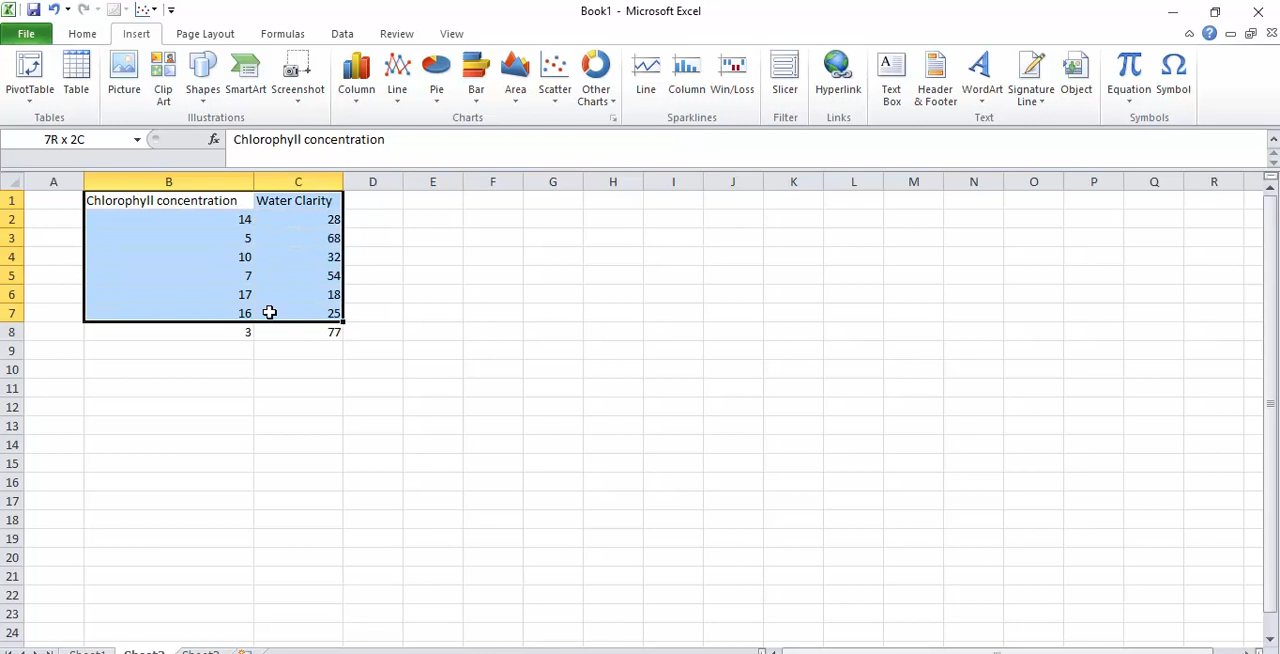 Book1 - Microsoft Excel
File Home Insert Page Layout Formulas Data Review View
PivotTable Table Picture Clip Art Shapes SmartArt Screenshot Column Line Pie Bar Area Scatter Other Charts Line Column Win/Loss Slicer Hyperlink Text Box Header & Footer WordArt Signature Line Object Equation Symbol
Tables Illustrations Charts Sparklines Filter Links Text Symbols
7R x 2C fx Chlorophyll concentration
A B C D E F G H I J K L M N O P Q R
1 Chlorophyll concentration Water Clarity
2 14 28
3 5 68
4 10 32
5 7 54
6 17 18
7 16 25
8 3 77
9
10
11
12
13
14
15
16
17
18
19
20
21
22
23
24
Sheet1 Sheet2 Sheet3